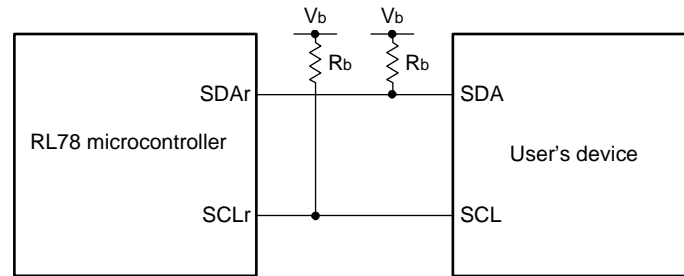 Vb Vb
Rb Rb
SDAr SDA
RL78 microcontroller User's device
SCLr SCL